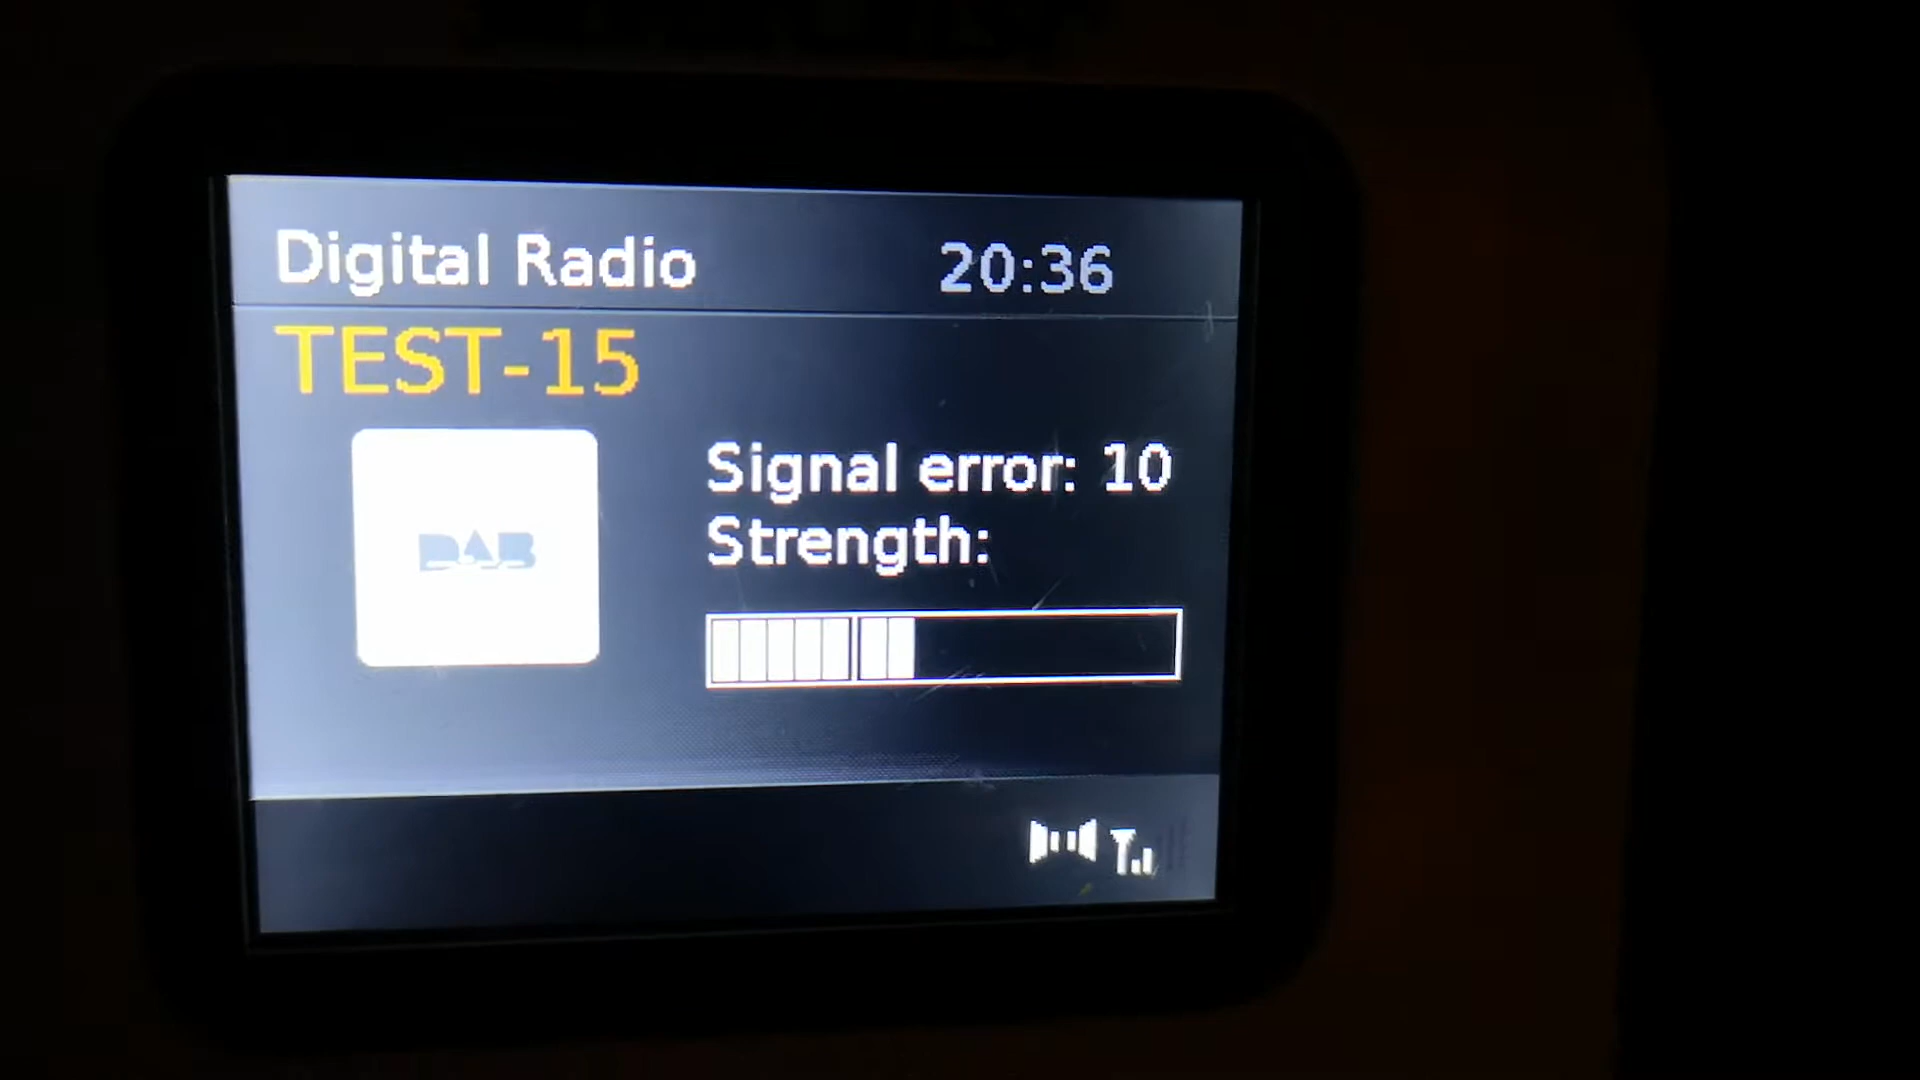 Digital Radio 20:36
TEST-15
DAB
Signal error: 10
Strength: